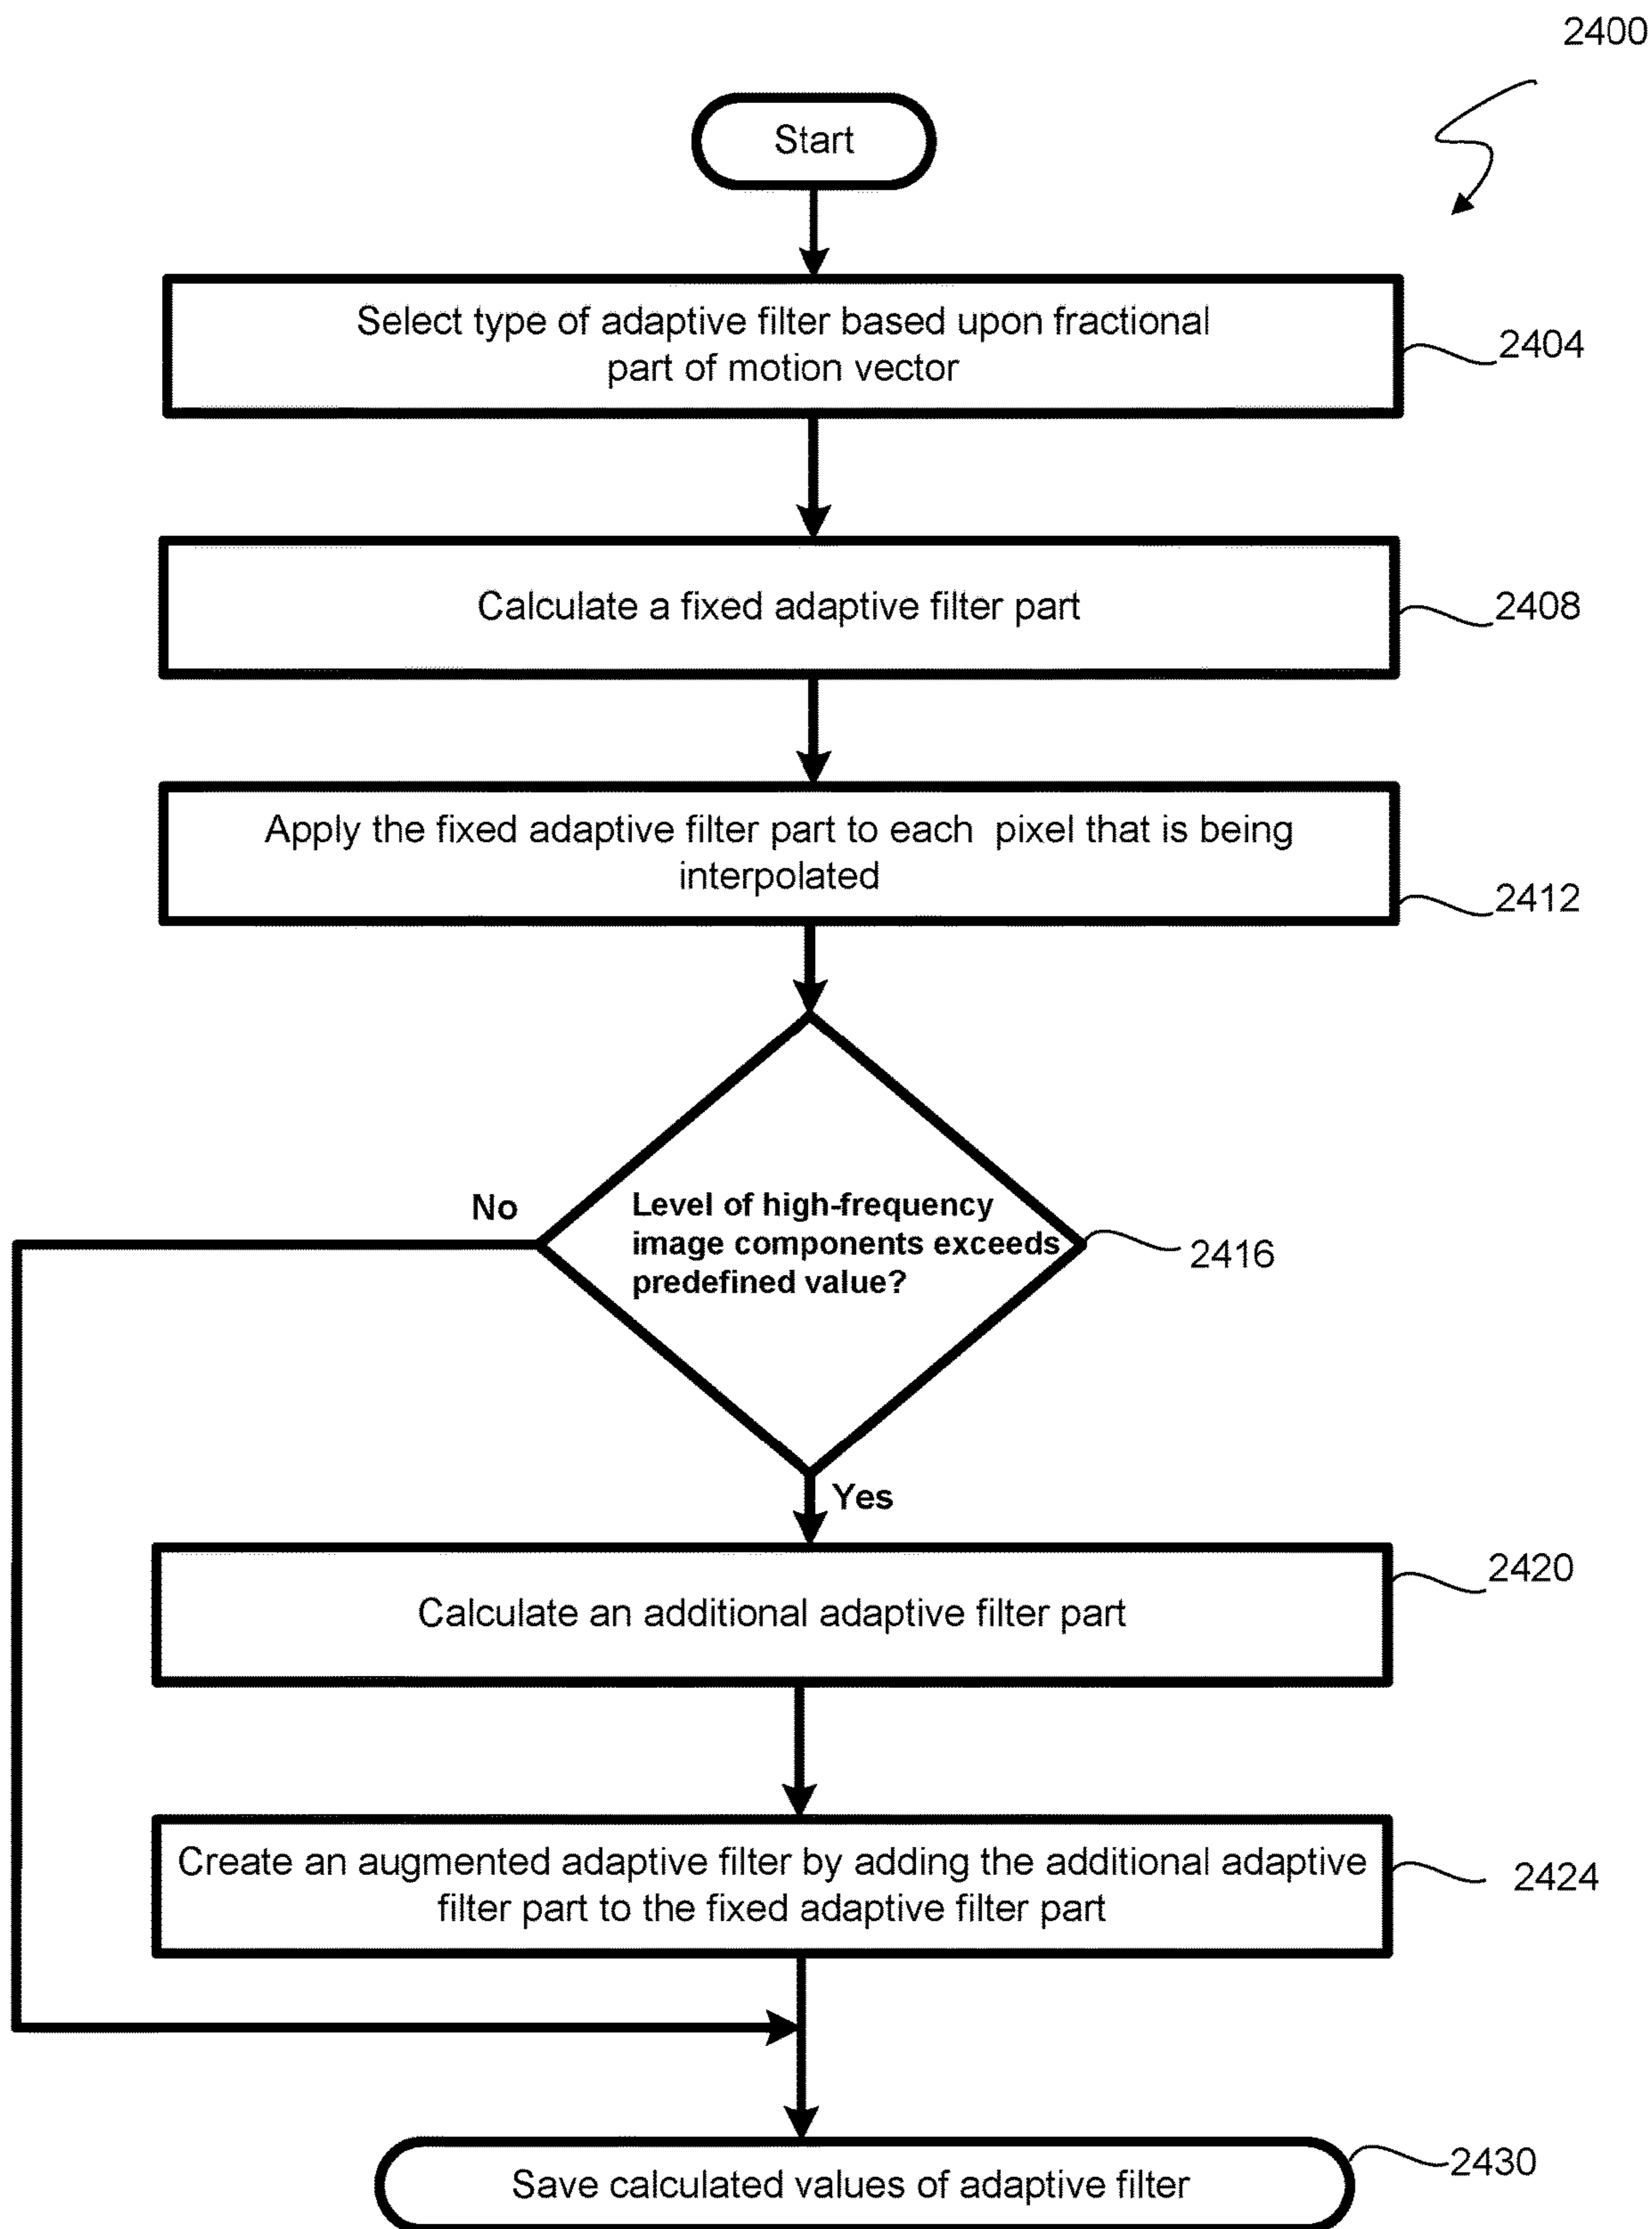 2400
Start
Select type of adaptive filter based upon fractional
part of motion vector
2404
Calculate a fixed adaptive filter part
2408
Apply the fixed adaptive filter part to each pixel that is being
interpolated
2412
No
Level of high-frequency
image components exceeds
predefined value?
2416
Yes
Calculate an additional adaptive filter part
2420
Create an augmented adaptive filter by adding the additional adaptive
filter part to the fixed adaptive filter part
2424
Save calculated values of adaptive filter
2430